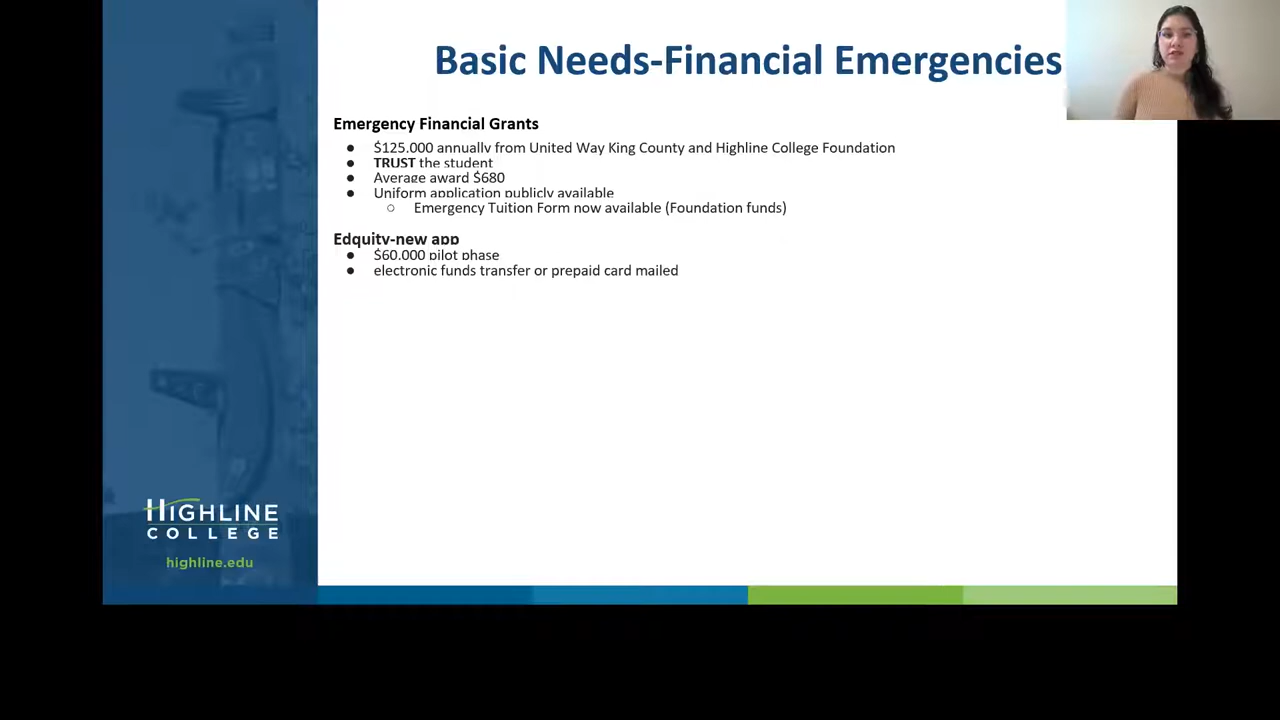 Basic Needs-Financial Emergencies
Emergency Financial Grants
● $125,000 annually from United Way King County and Highline College Foundation
● TRUST the student
● Average award $680
● Uniform application publicly available
○ Emergency Tuition Form now available (Foundation funds)
Edquity-new app
● $60,000 pilot phase
● electronic funds transfer or prepaid card mailed
HIGHLINE
COLLEGE
highline.edu